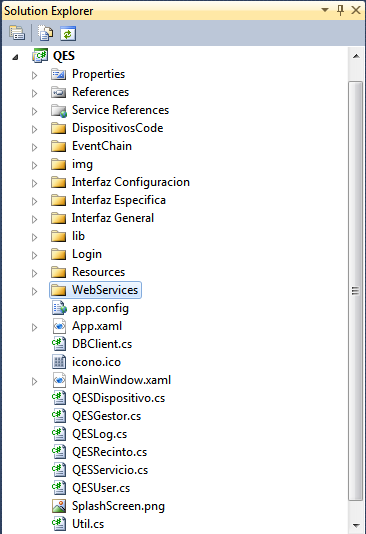 Solution Explorer
QES
Properties
References
Service References
DispositivosCode
EventChain
img
Interfaz Configuracion
Interfaz Especifica
Interfaz General
lib
Login
Resources
WebServices
app.config
App.xaml
DBClient.cs
icono.ico
MainWindow.xaml
QESDispositivo.cs
QESGestor.cs
QESLog.cs
QESRecinto.cs
QESServicio.cs
QESUser.cs
SplashScreen.png
Util.cs